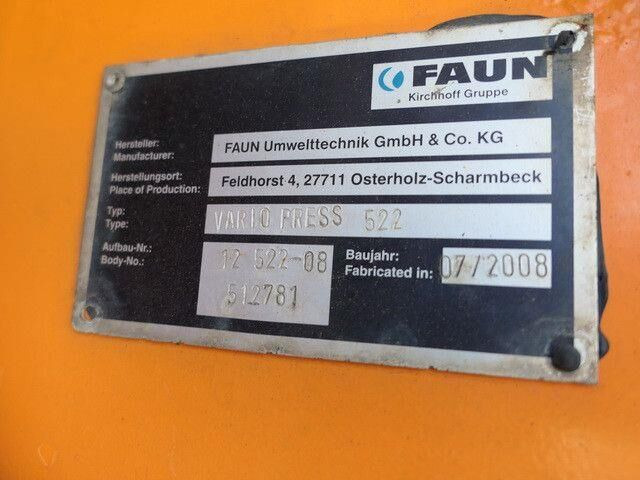 FAUN
Kirchhoff Gruppe
Hersteller:
Manufacturer:
FAUN Umwelttechnik GmbH & Co. KG
Herstellungsort:
Place of Production:
Feldhorst 4, 27711 Osterholz-Scharmbeck
Typ:
Type:
VARIO PRESS 522
Aufbau-Nr.:
Body-No.:
12 522-08
512781
Baujahr:
Fabricated in:
07/2008